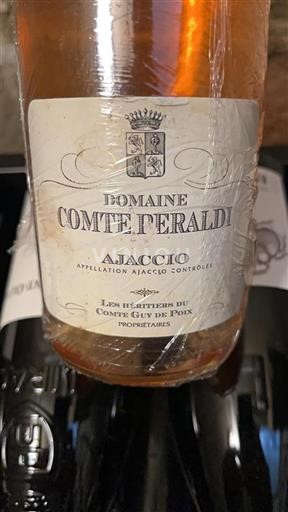 DOMAINE
COMTE PERALDI
AJACCIO
APPELLATION AJACCIO CONTRÔLÉE
LES HÉRITIERS DU
COMTE GUY DE POIX
PROPRIÉTAIRES